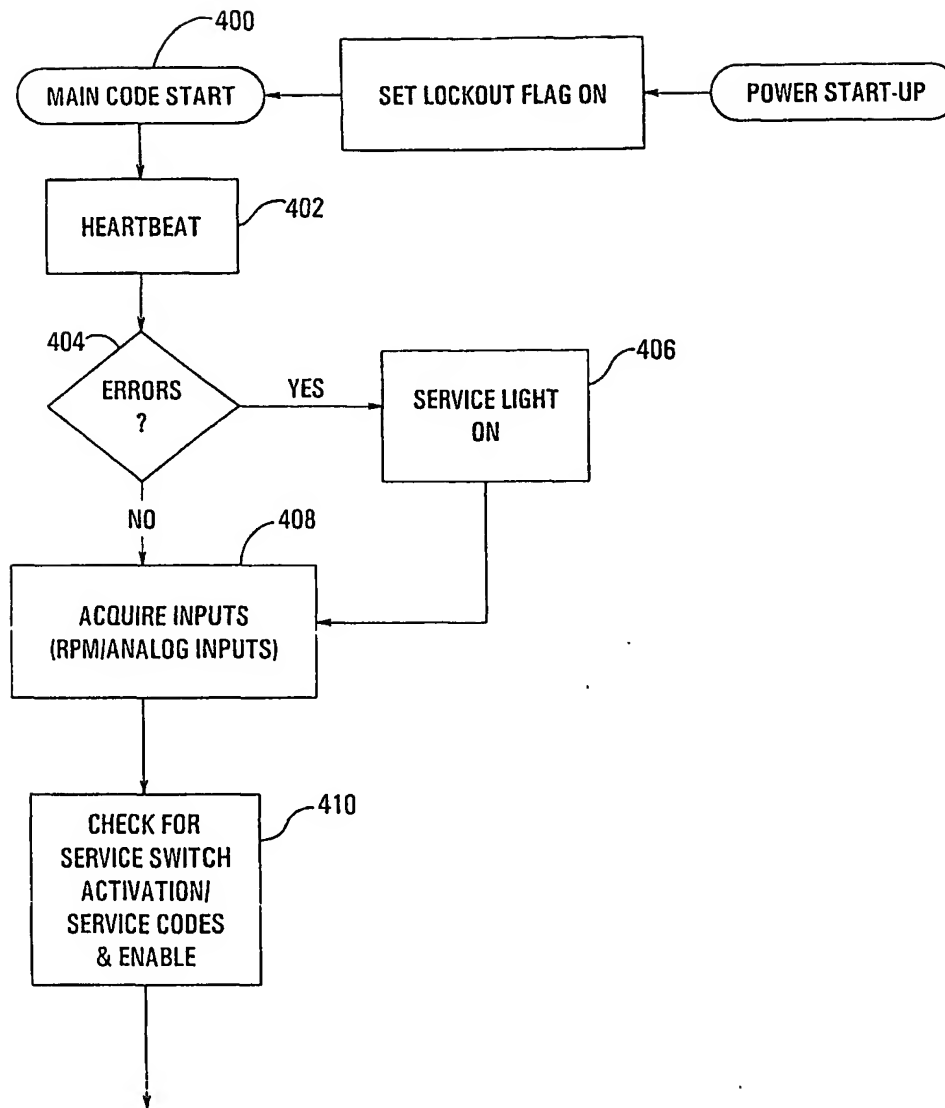 400
MAIN CODE START
SET LOCKOUT FLAG ON
POWER START-UP
HEARTBEAT
402
404
ERRORS
?
YES
SERVICE LIGHT
ON
406
NO
408
ACQUIRE INPUTS
(RPM/ANALOG INPUTS)
CHECK FOR
SERVICE SWITCH
ACTIVATION/
SERVICE CODES
& ENABLE
410